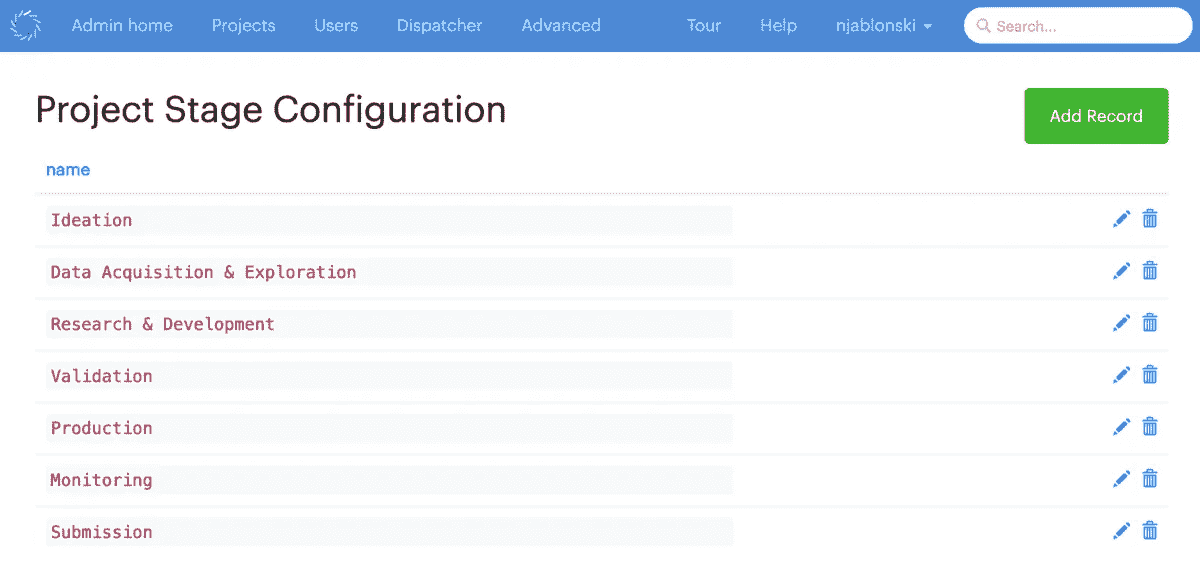 Admin home Projects Users Dispatcher Advanced Tour Help njablonski Search...
Project Stage Configuration
Add Record
name
Ideation
Data Acquisition & Exploration
Research & Development
Validation
Production
Monitoring
Submission